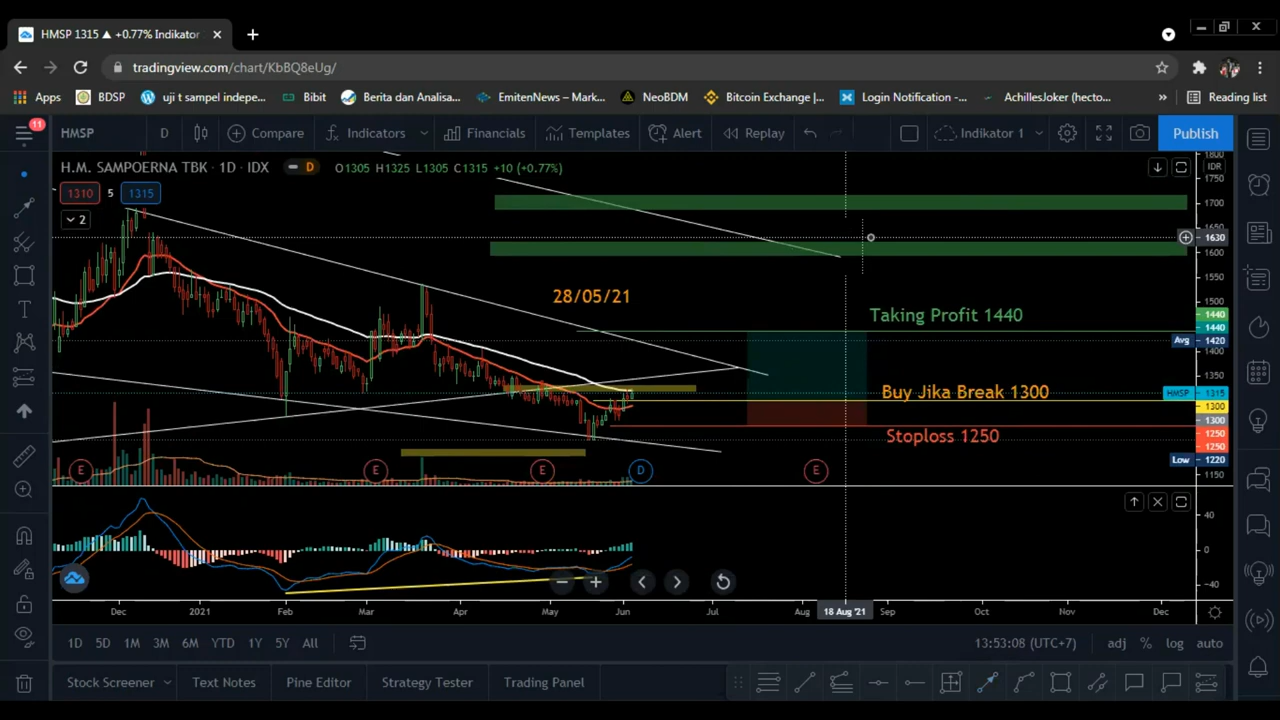 HMSP 1315 ▲ +0.77% Indikator
tradingview.com/chart/KbBQ8eUg/
Apps BDSP uji t sampel indepe... Bibit Berita dan Analisa... EmitenNews – Mark... NeoBDM Bitcoin Exchange |... Login Notification -... AchillesJoker (hecto... » Reading list
11
HMSP D Compare Indicators Financials Templates Alert Replay Indikator 1 Publish
H.M. SAMPOERNA TBK · 1D · IDX D O1305 H1325 L1305 C1315 +10 (+0.77%)
1310 5 1315
2
1800
IDR
1750
1700
1630
1600
1550
28/05/21
1500
Taking Profit 1440
1440
1440
Avg 1420
1400
1350
Buy Jika Break 1300
HMSP 1315
1300
1300
Stoploss 1250
1250
1250
Low 1220
1150
E E E D E
40
0
−40
Dec 2021 Feb Mar Apr May Jun Jul Aug 18 Aug '21 Sep Oct Nov Dec
1D 5D 1M 3M 6M YTD 1Y 5Y All 13:53:08 (UTC+7) adj % log auto
Stock Screener Text Notes Pine Editor Strategy Tester Trading Panel